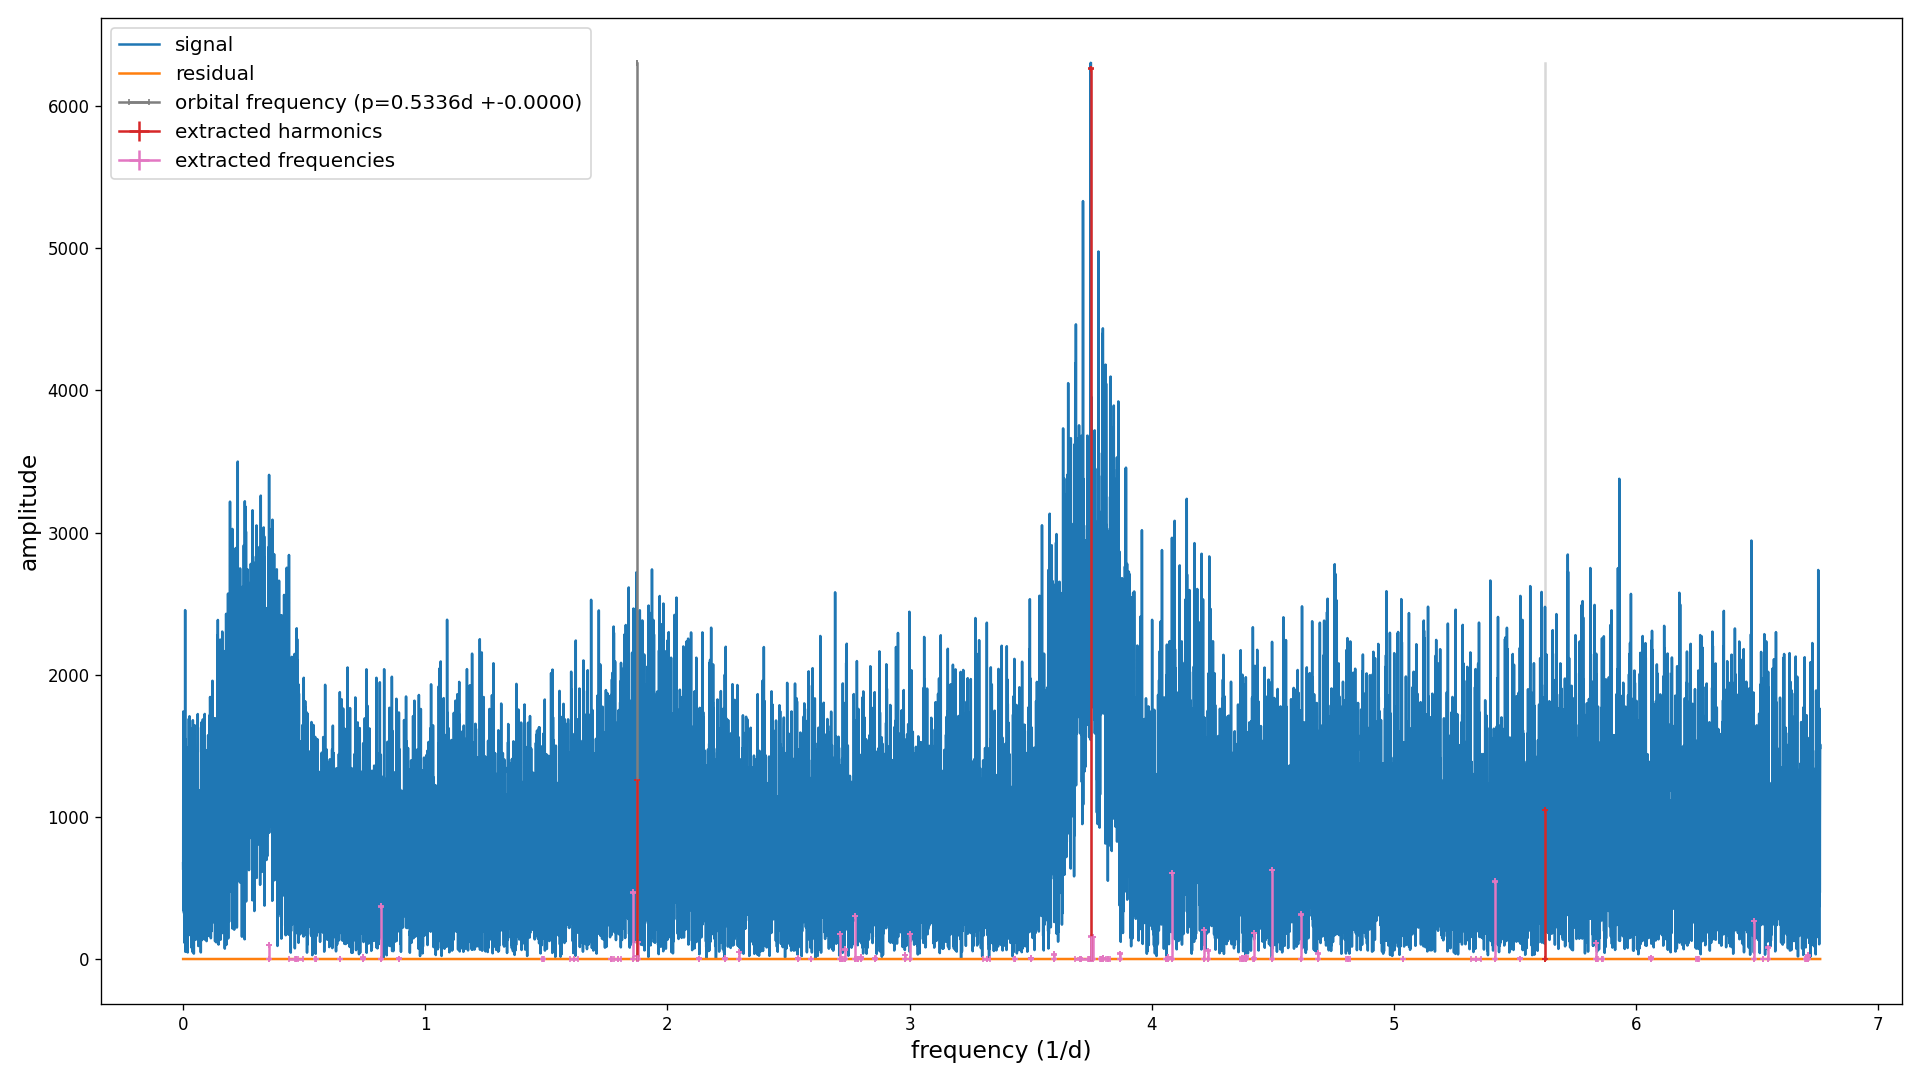 signal
residual
orbital frequency (p=0.5336d +-0.0000)
extracted harmonics
extracted frequencies
amplitude
6000
5000
4000
3000
2000
1000
0
0 1 2 3 4 5 6 7
frequency (1/d)